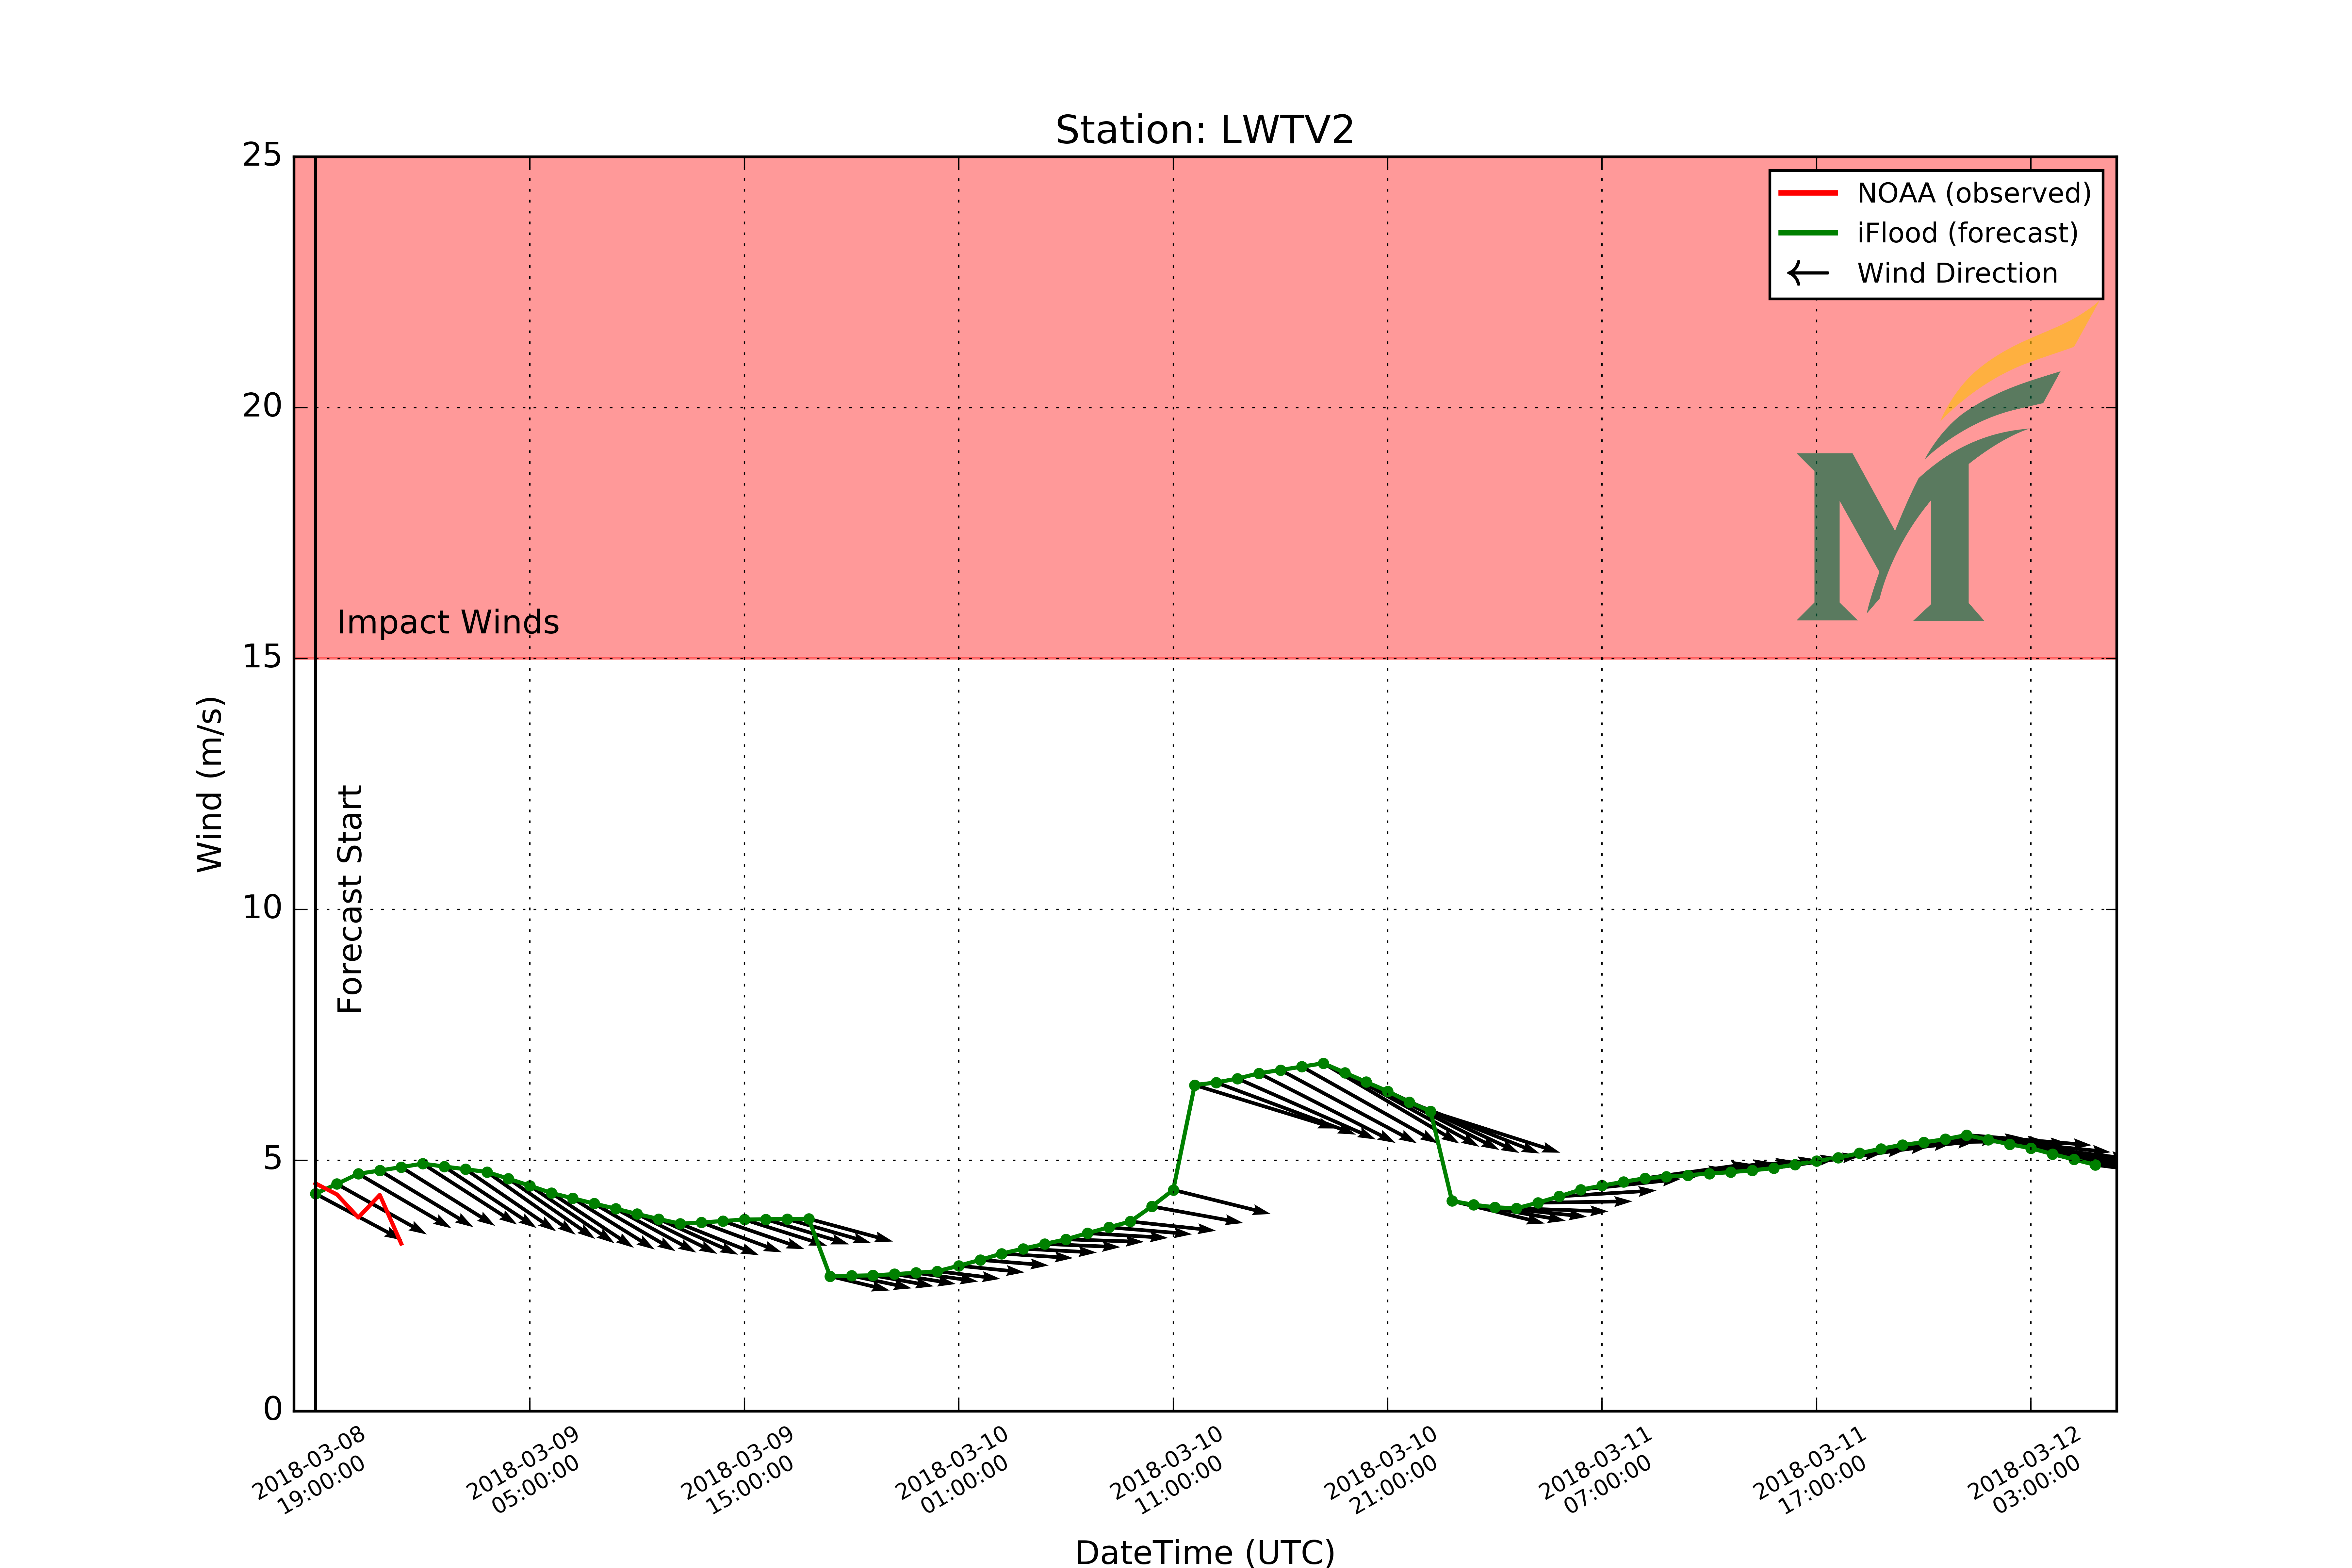 Station: LWTV2
25
20
15
10
5
0
Wind (m/s)
NOAA (observed)
iFlood (forecast)
Wind Direction
M
Impact Winds
Forecast Start
2018-03-08
19:00:00
2018-03-09
05:00:00
2018-03-09
15:00:00
2018-03-10
01:00:00
2018-03-10
11:00:00
2018-03-10
21:00:00
2018-03-11
07:00:00
2018-03-11
17:00:00
2018-03-12
03:00:00
DateTime (UTC)